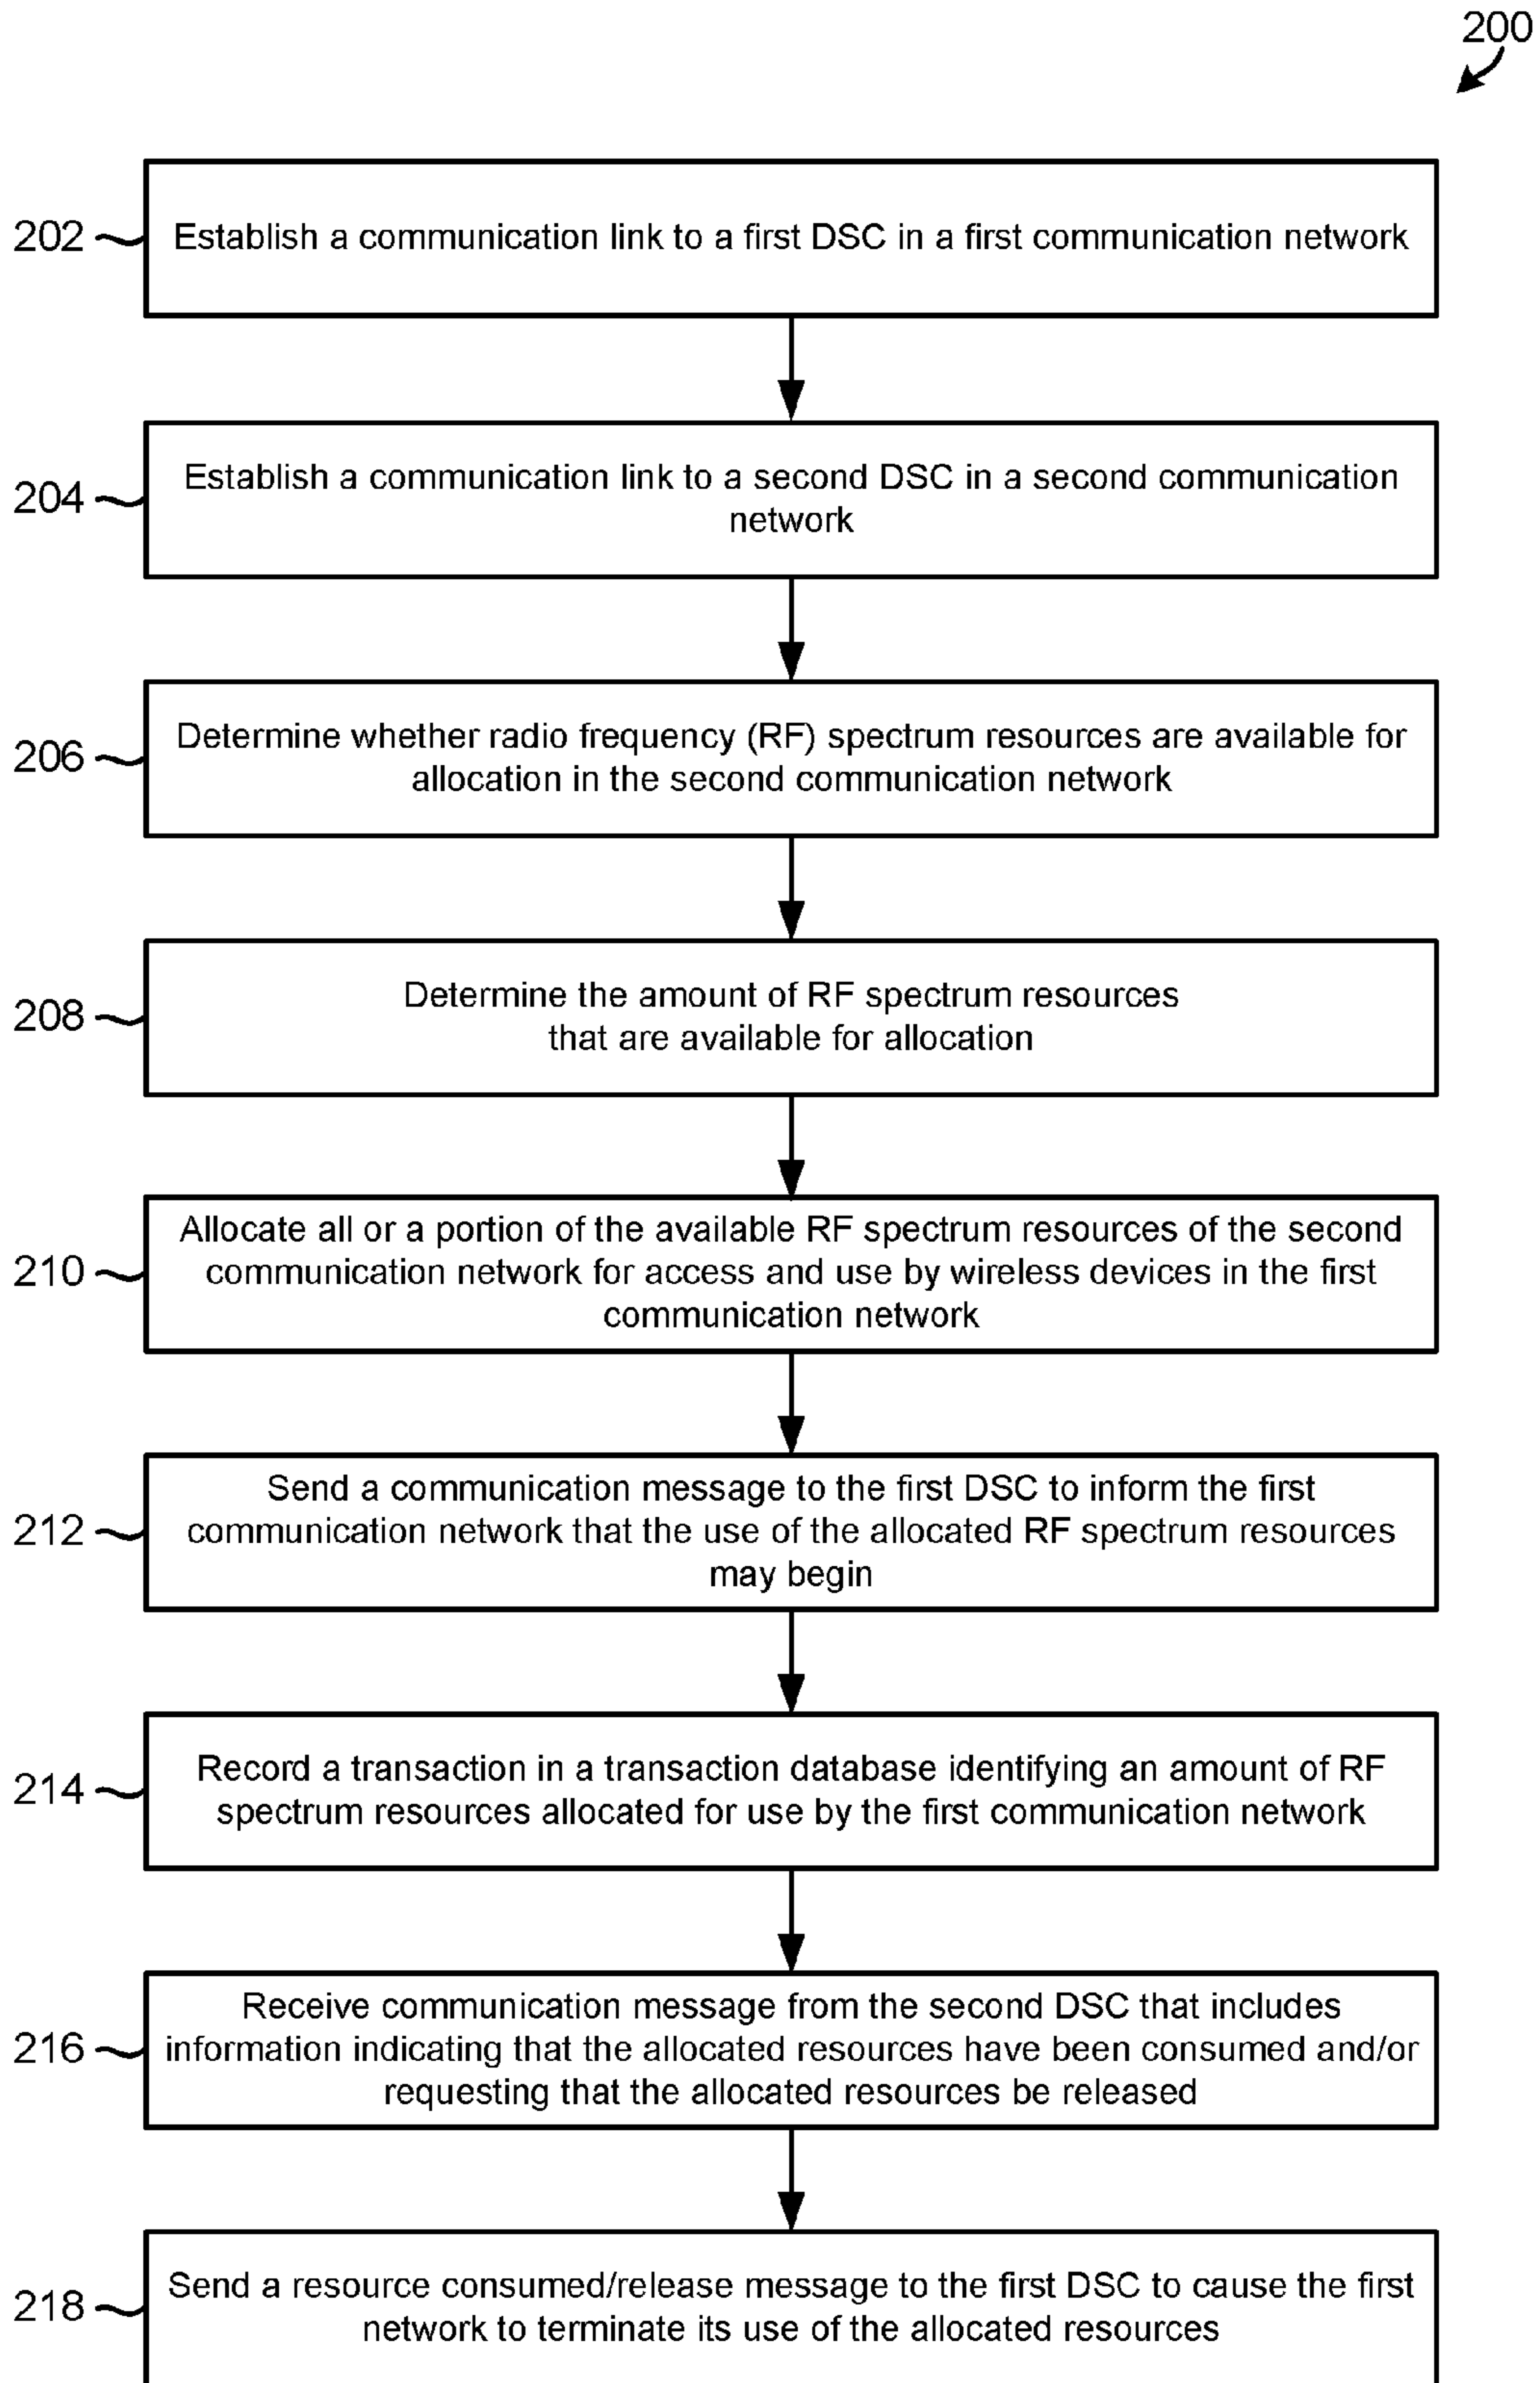 200
202
Establish a communication link to a first DSC in a first communication network
204
Establish a communication link to a second DSC in a second communication
network
206
Determine whether radio frequency (RF) spectrum resources are available for
allocation in the second communication network
208
Determine the amount of RF spectrum resources
that are available for allocation
210
Allocate all or a portion of the available RF spectrum resources of the second
communication network for access and use by wireless devices in the first
communication network
212
Send a communication message to the first DSC to inform the first
communication network that the use of the allocated RF spectrum resources
may begin
214
Record a transaction in a transaction database identifying an amount of RF
spectrum resources allocated for use by the first communication network
216
Receive communication message from the second DSC that includes
information indicating that the allocated resources have been consumed and/or
requesting that the allocated resources be released
218
Send a resource consumed/release message to the first DSC to cause the first
network to terminate its use of the allocated resources